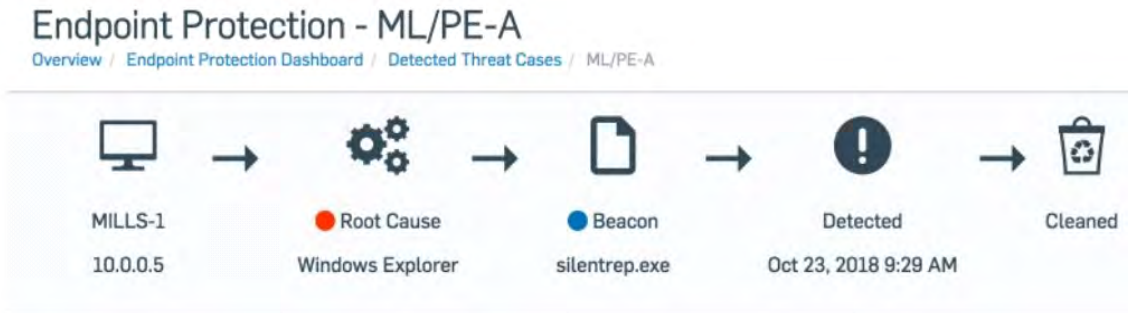 Endpoint Protection - ML/PE-A
Overview / Endpoint Protection Dashboard / Detected Threat Cases / ML/PE-A
MILLS-1
Root Cause
Beacon
Detected
Cleaned
10.0.0.5
Windows Explorer
silentrep.exe
Oct 23, 2018 9:29 AM